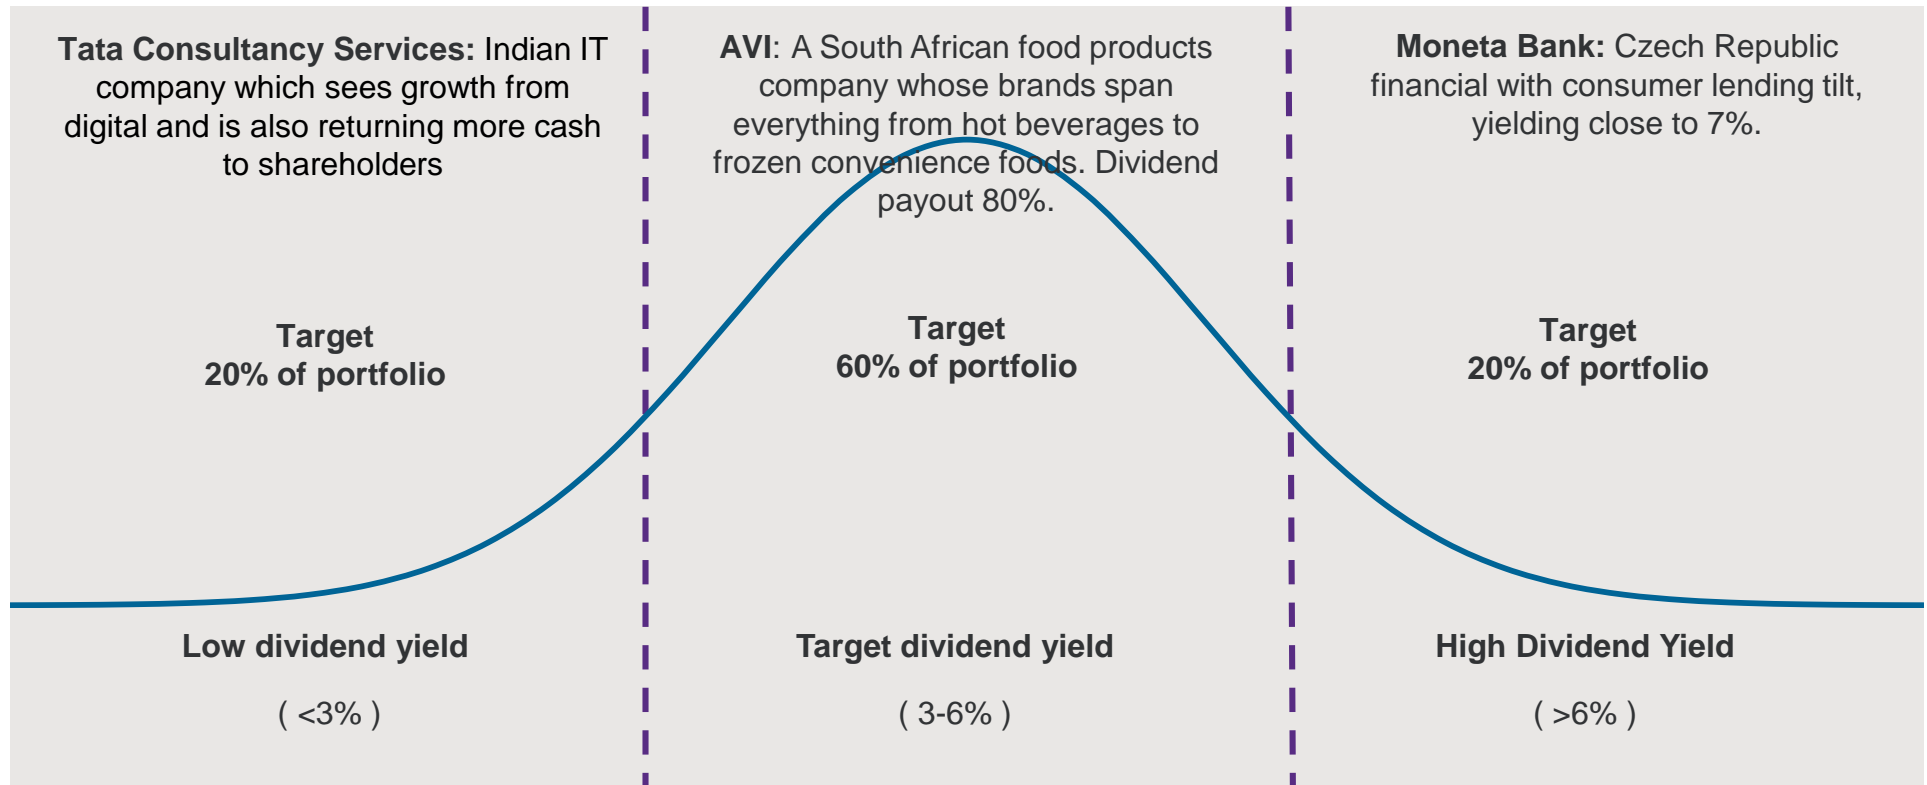 Tata Consultancy Services: Indian IT
company which sees growth from
digital and is also returning more cash
to shareholders
AVI: A South African food products
company whose brands span
everything from hot beverages to
frozen convenience foods. Dividend
payout 80%.
Moneta Bank: Czech Republic
financial with consumer lending tilt,
yielding close to 7%.
Target
20% of portfolio
Target
60% of portfolio
Target
20% of portfolio
Low dividend yield
( <3% )
Target dividend yield
( 3-6% )
High Dividend Yield
( >6% )